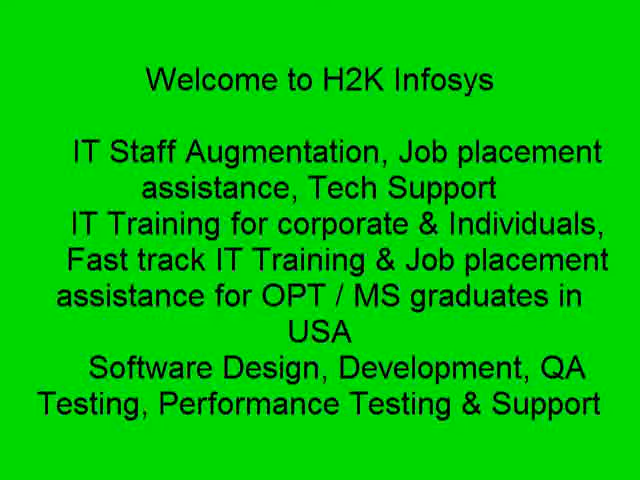 Welcome to H2K Infosys
IT Staff Augmentation, Job placement
assistance, Tech Support
IT Training for corporate & Individuals,
Fast track IT Training & Job placement
assistance for OPT / MS graduates in
USA
Software Design, Development, QA
Testing, Performance Testing & Support